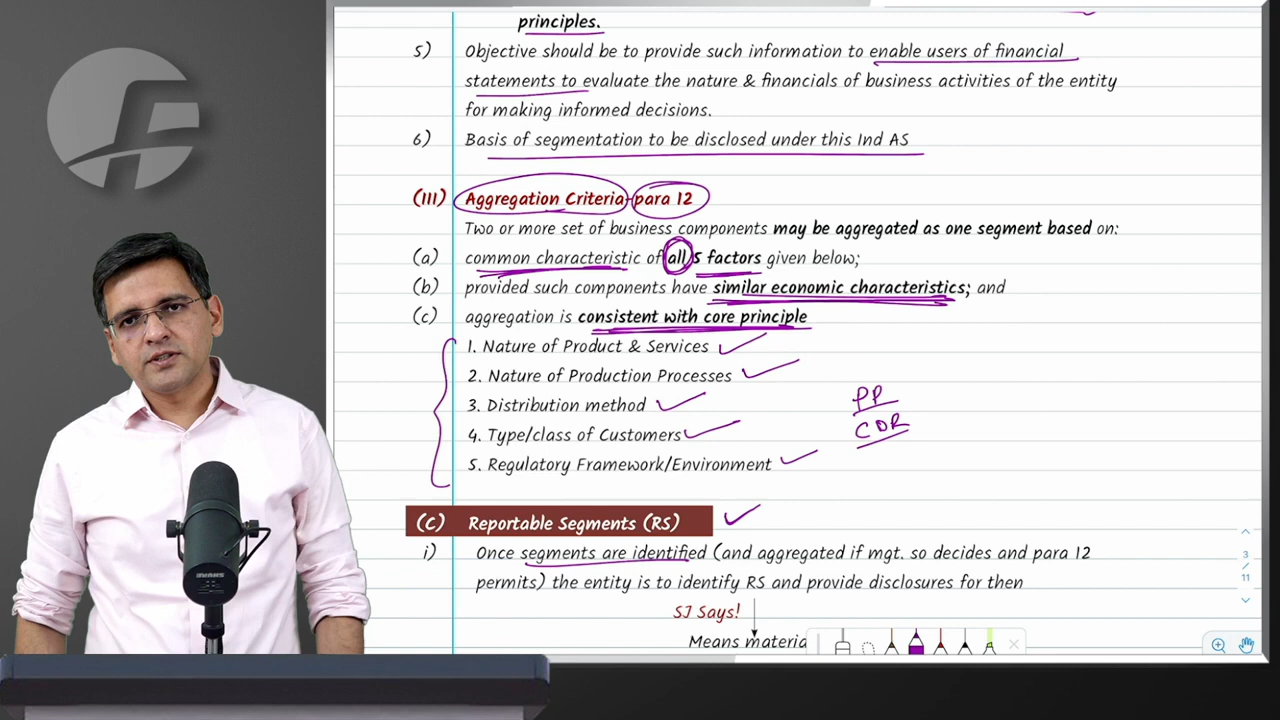 principles.
5) Objective should be to provide such information to enable users of financial
statements to evaluate the nature & financials of business activities of the entity
for making informed decisions.
6) Basis of segmentation to be disclosed under this Ind AS
(III) Aggregation Criteria-para 12
Two or more set of business components may be aggregated as one segment based on:
(a) common characteristic of all 5 factors given below;
(b) provided such components have similar economic characteristics; and
(c) aggregation is consistent with core principle
1. Nature of Product & Services
2. Nature of Production Processes
3. Distribution method
PP
4. Type/class of Customers
CDR
5. Regulatory Framework/Environment
(C) Reportable Segments (RS)
i) Once segments are identified (and aggregated if mgt. so decides and para 12
permits) the entity is to identify RS and provide disclosures for then
SJ Says!
Means materia
3
/
11